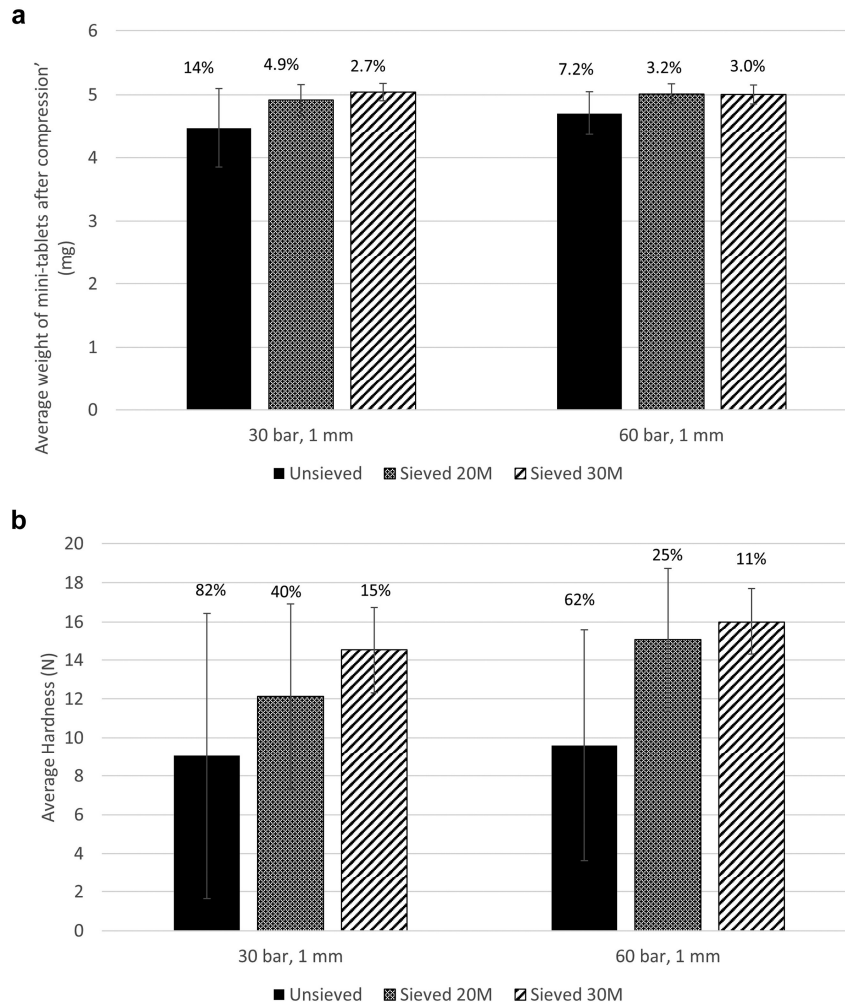 a
Average weight of mini-tablets after compression’
(mg)
6
5
4
3
2
1
0
14%
4.9%
2.7%
7.2%
3.2%
3.0%
30 bar, 1 mm
60 bar, 1 mm
Unsieved Sieved 20M Sieved 30M
b
Average Hardness (N)
20
18
16
14
12
10
8
6
4
2
0
82%
40%
15%
62%
25%
11%
30 bar, 1 mm
60 bar, 1 mm
Unsieved Sieved 20M Sieved 30M